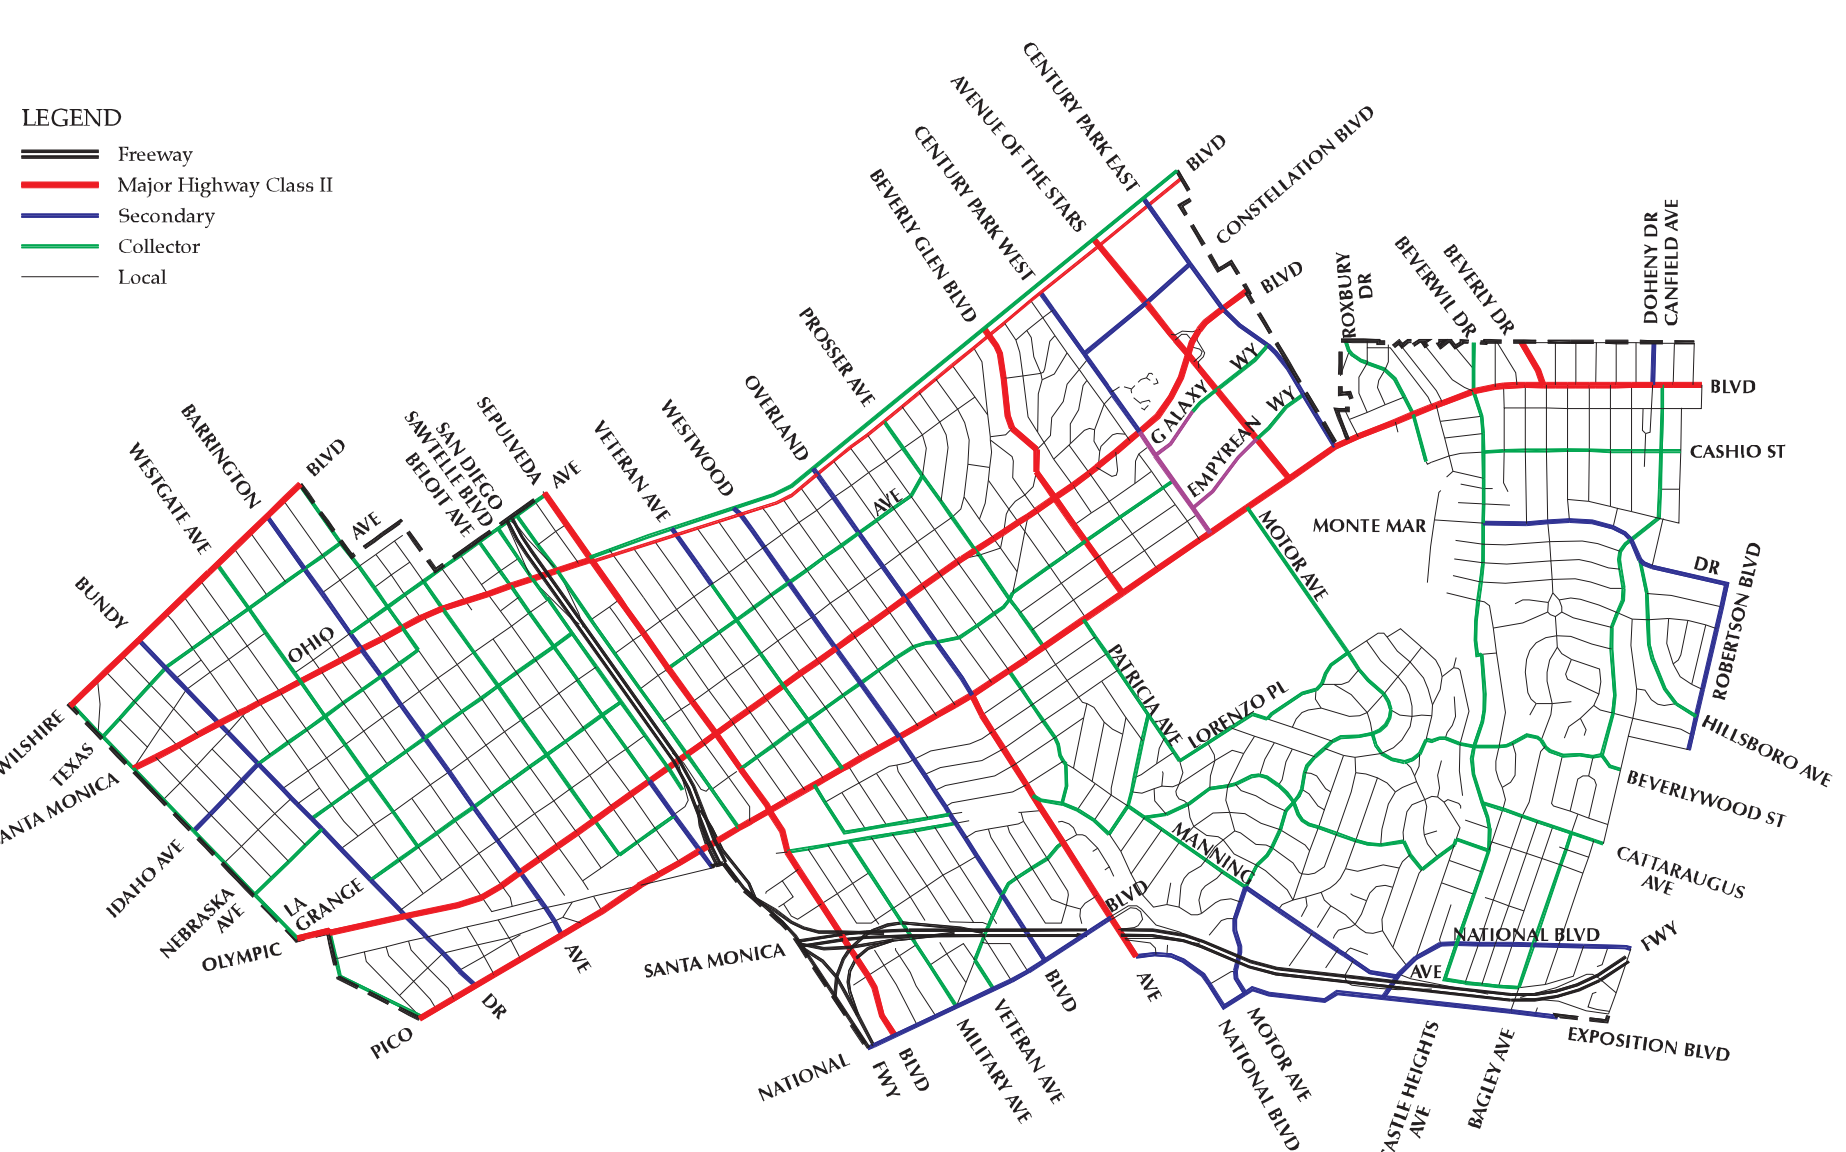 LEGEND
Freeway
Major Highway Class II
Secondary
Collector
Local
CENTURY PARK EAST
BLVD
AVENUE OF THE STARS
CONSTELLATION BLVD
CENTURY PARK WEST
BEVERLY GLEN BLVD
BLVD
PROSSER AVE
OVERLAND
WESTWOOD
VETERAN AVE
SEPULVEDA
AVE
SAN DIEGO
SAWTELLE BLVD
BELOIT AVE
BARRINGTON
BLVD
WESTGATE AVE
AVE
BUNDY
OHIO
AVE
ROXBURY
DR
BEVERWIL DR
BEVERLY DR
DOHENY DR
CANFIELD AVE
BLVD
CASHIO ST
GALAXY
WY
EMPYREAN
WY
MONTE MAR
DR
ROBERTSON BLVD
MOTOR AVE
PATRICIA AVE
LORENZO PL
HILLSBORO AVE
BEVERLYWOOD ST
CATTARAUGUS
AVE
MANNING
BLVD
NATIONAL BLVD
FWY
AVE
EXPOSITION BLVD
WILSHIRE
TEXAS
ANTA MONICA
IDAHO AVE
NEBRASKA
AVE
LA
GRANGE
OLYMPIC
PICO
DR
AVE
SANTA MONICA
NATIONAL
FWY
BLVD
MILITARY AVE
VETERAN AVE
BLVD
AVE
NATIONAL BLVD
MOTOR AVE
ASTLE HEIGHTS
AVE
BAGLEY AVE